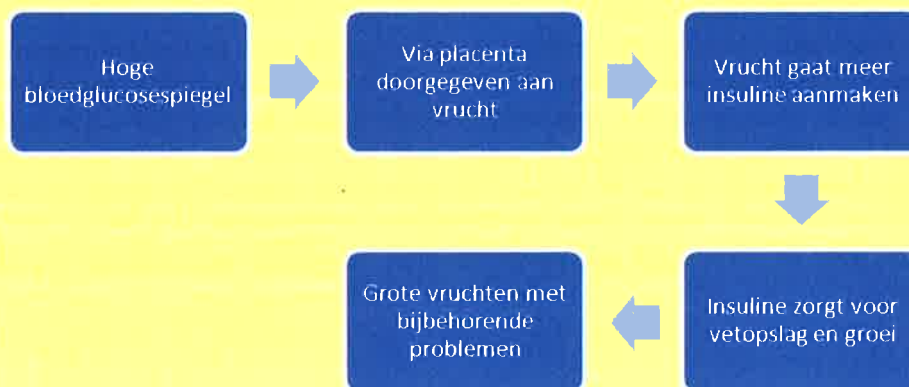 Hoge
bloedglucosespiegel
Via placenta
doorgegeven aan
vrucht
Vrucht gaat meer
insuline aanmaken
Insuline zorgt voor
vetopslag en groei
Grote vruchten met
bijbehorende
problemen